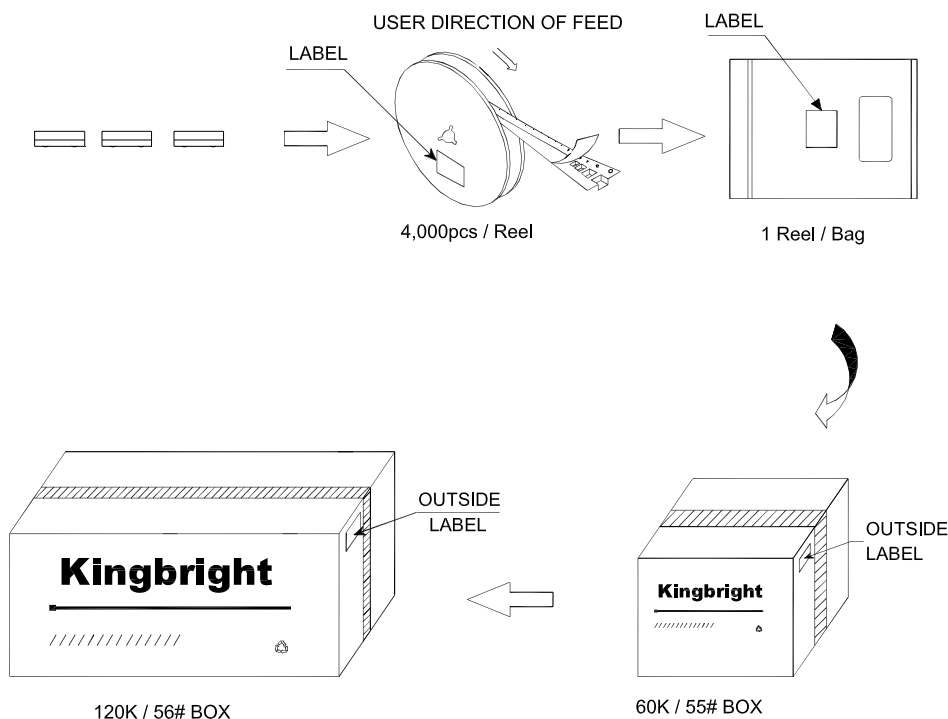 USER DIRECTION OF FEED
LABEL
LABEL
4,000pcs / Reel
1 Reel / Bag
OUTSIDE
LABEL
Kingbright
120K / 56# BOX
OUTSIDE
LABEL
Kingbright
60K / 55# BOX